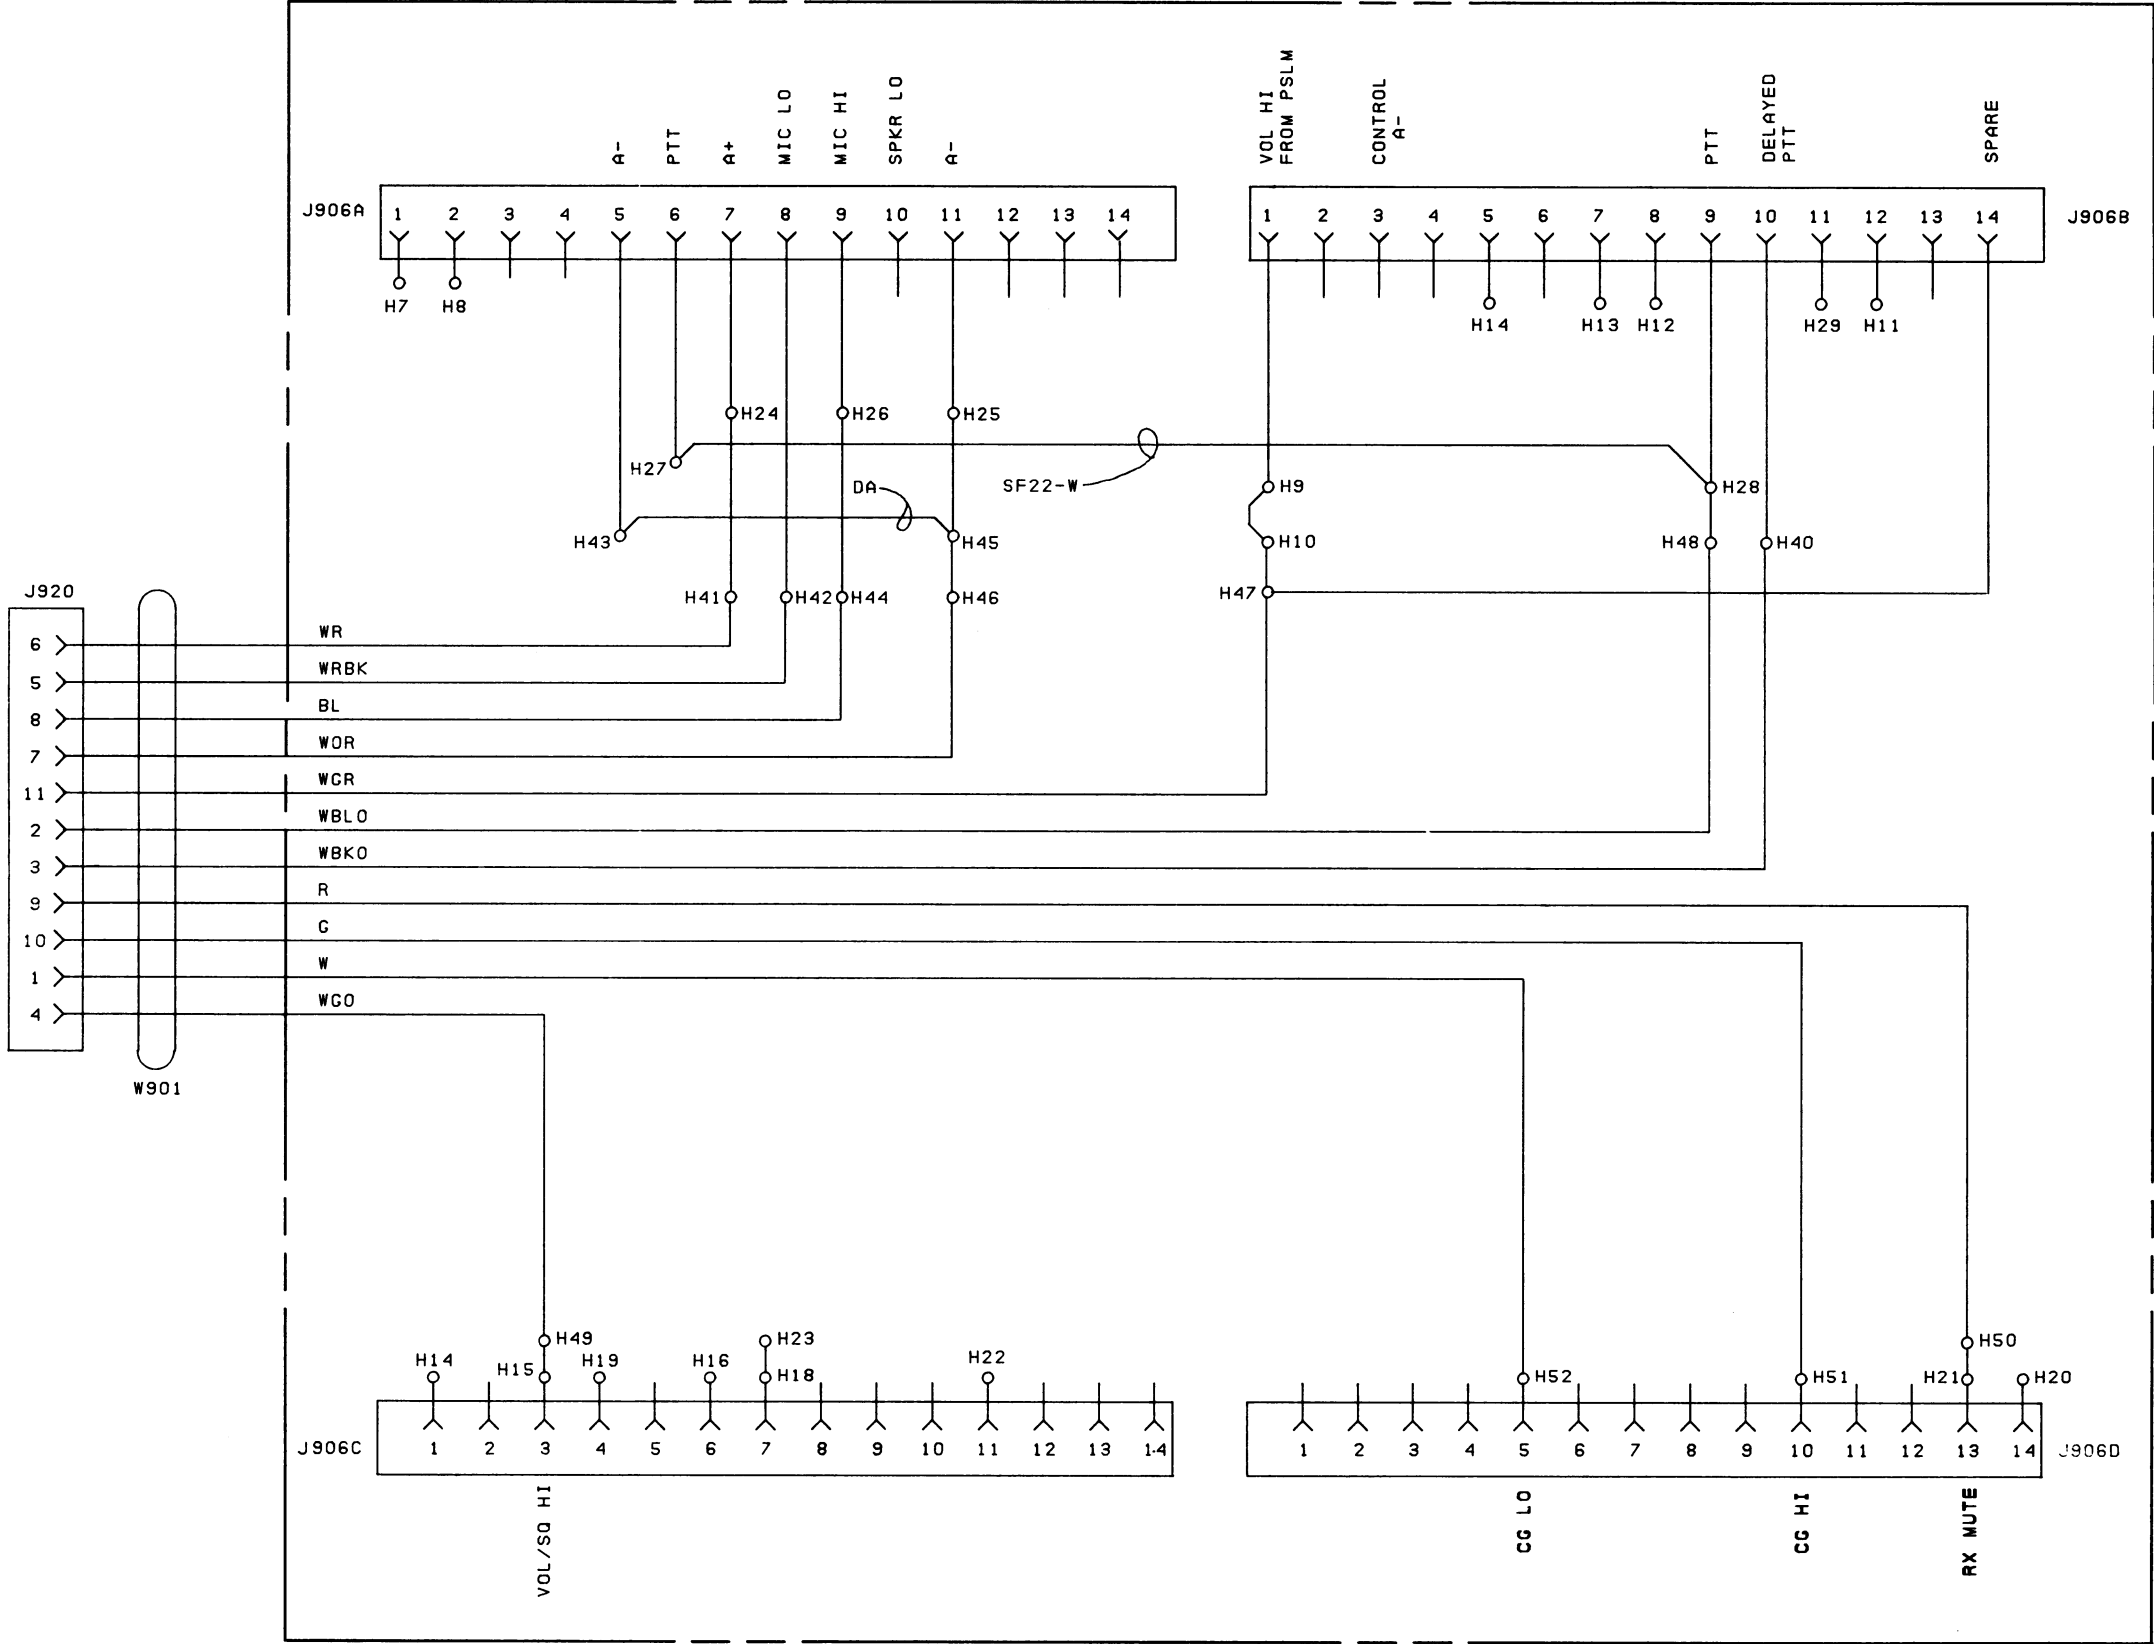 A-
PTT
A+
MIC LO
MIC HI
SPKR LO
A-
VOL HI
FROM PSLM
CONTROL
A-
PTT
DELAYED
PTT
SPARE
J906A
1 2 3 4 5 6 7 8 9 10 11 12 13 14
1 2 3 4 5 6 7 8 9 10 11 12 13 14
J906B
H7 H8
H14 H13 H12 H29 H11
H24 H26 H25
H27
DA
SF22-W
H9
H28
H43
H45
H10
H48 H40
J920
H41 H42 H44 H46
H47
6 WR
5 WRBK
8 BL
7 WOR
11 WGR
2 WBLO
3 WBKO
9 R
10 G
1 W
4 WGO
W901
H49
H23
H50
H14 H15 H19 H16 H18 H22
H52 H51 H21 H20
J906C
1 2 3 4 5 6 7 8 9 10 11 12 13 14
1 2 3 4 5 6 7 8 9 10 11 12 13 14
J906D
VOL/SQ HI
CG LO
CG HI
RX MUTE